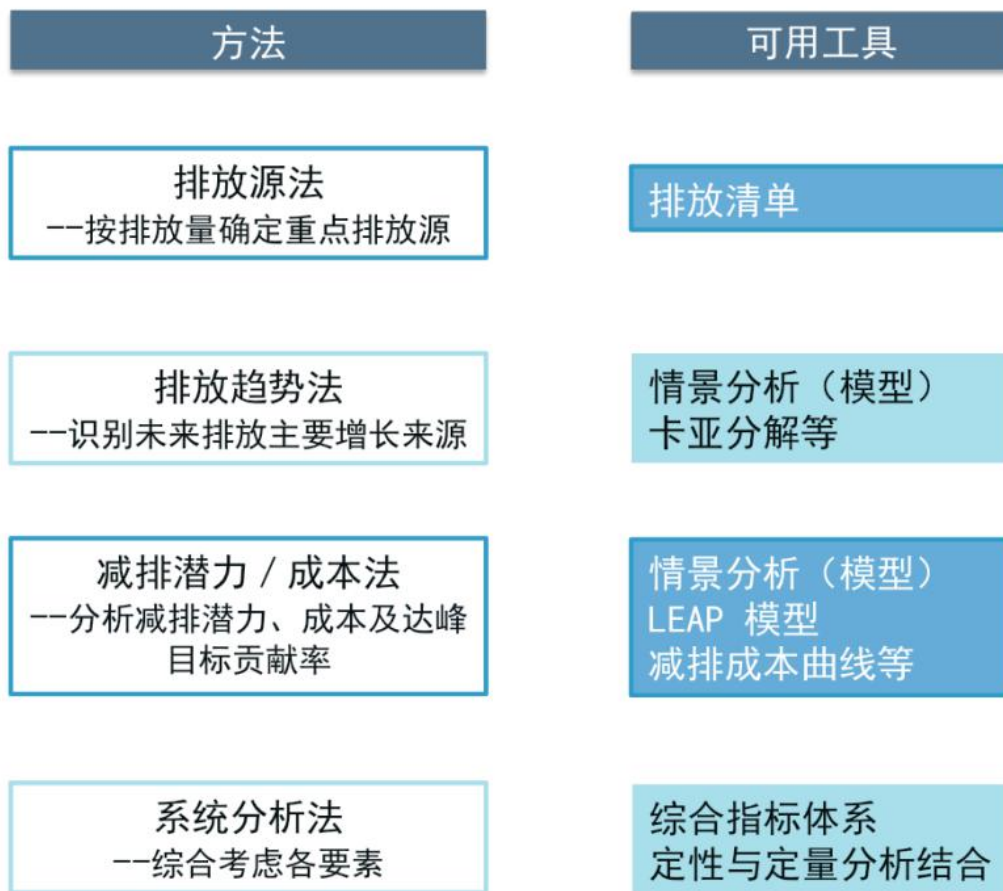 方法
可用工具
排放源法
--按排放量确定重点排放源
排放清单
排放趋势法
--识别未来排放主要增长来源
情景分析（模型）
卡亚分解等
减排潜力 / 成本法
--分析减排潜力、成本及达峰
目标贡献率
情景分析（模型）
LEAP 模型
减排成本曲线等
系统分析法
--综合考虑各要素
综合指标体系
定性与定量分析结合